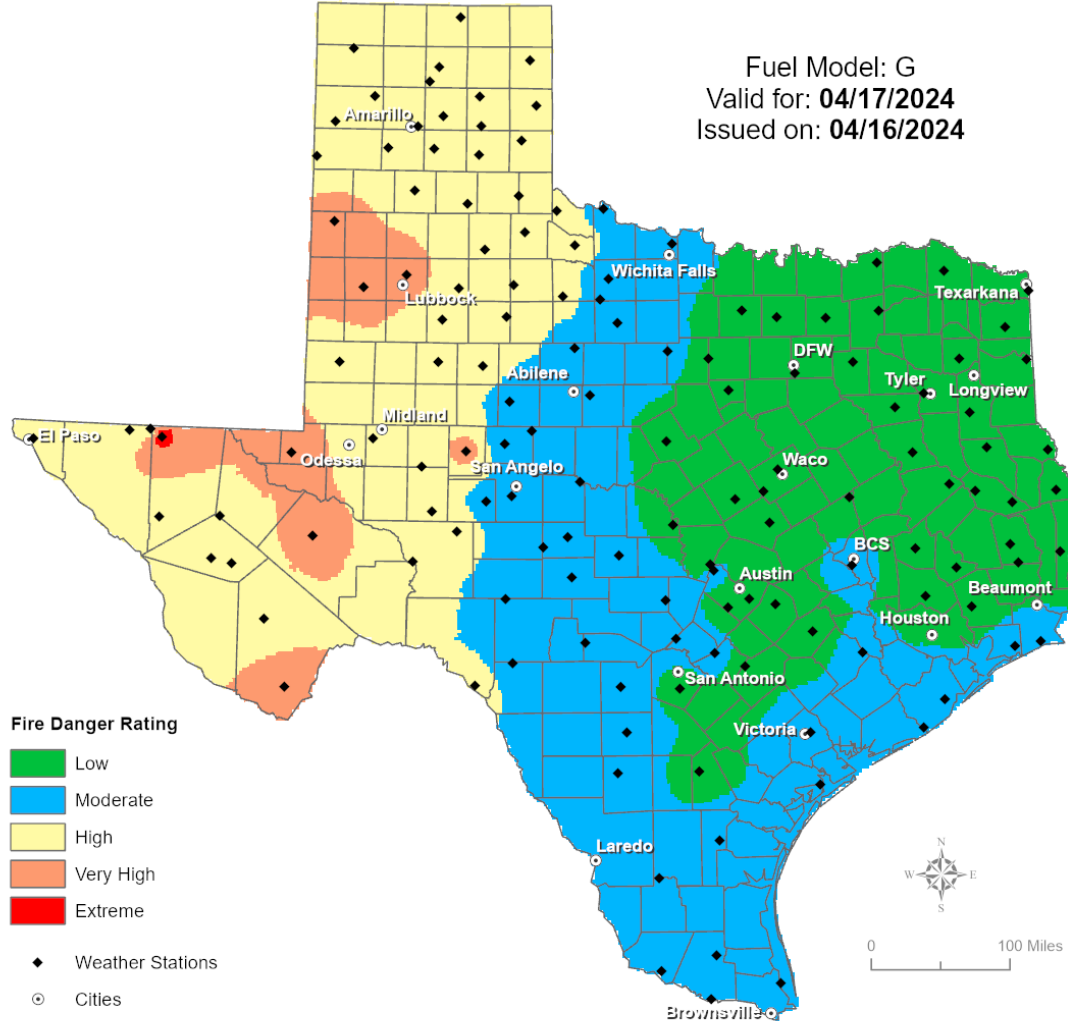 Fuel Model: G
Valid for: 04/17/2024
Issued on: 04/16/2024
Amarillo
Wichita Falls
Lubbock
Texarkana
DFW
Abilene
Tyler
Longview
Midland
El Paso
Odessa
San Angelo
Waco
BCS
Austin
Beaumont
Houston
San Antonio
Victoria
Laredo
Brownsville
Fire Danger Rating
Low
Moderate
High
Very High
Extreme
Weather Stations
Cities
N
W E
S
0 100 Miles